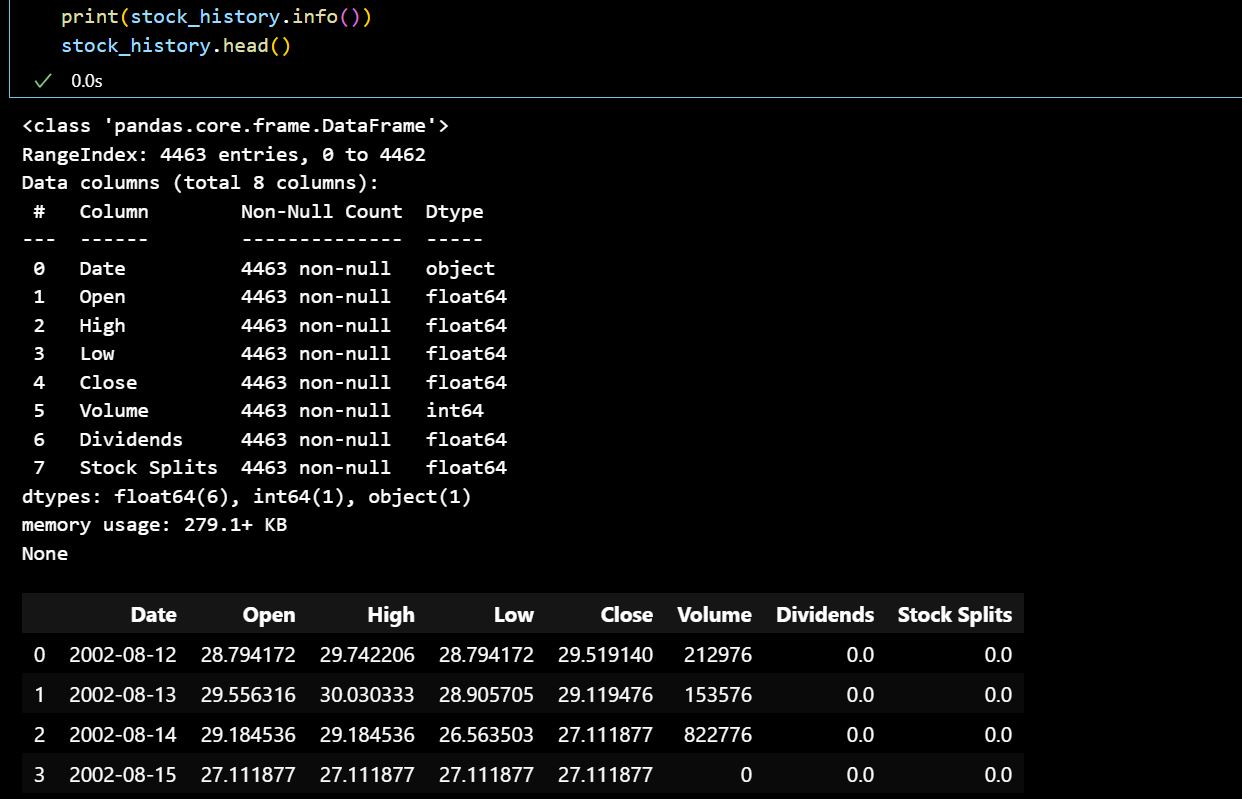 print(stock_history.info())
stock_history.head()
✓ 0.0s
<class 'pandas.core.frame.DataFrame'>
RangeIndex: 4463 entries, 0 to 4462
Data columns (total 8 columns):
 #   Column        Non-Null Count  Dtype
---  ------        --------------  -----
 0   Date          4463 non-null   object
 1   Open          4463 non-null   float64
 2   High          4463 non-null   float64
 3   Low           4463 non-null   float64
 4   Close         4463 non-null   float64
 5   Volume        4463 non-null   int64
 6   Dividends     4463 non-null   float64
 7   Stock Splits  4463 non-null   float64
dtypes: float64(6), int64(1), object(1)
memory usage: 279.1+ KB
None
Date Open High Low Close Volume Dividends Stock Splits
0 2002-08-12 28.794172 29.742206 28.794172 29.519140 212976 0.0 0.0
1 2002-08-13 29.556316 30.030333 28.905705 29.119476 153576 0.0 0.0
2 2002-08-14 29.184536 29.184536 26.563503 27.111877 822776 0.0 0.0
3 2002-08-15 27.111877 27.111877 27.111877 27.111877 0 0.0 0.0